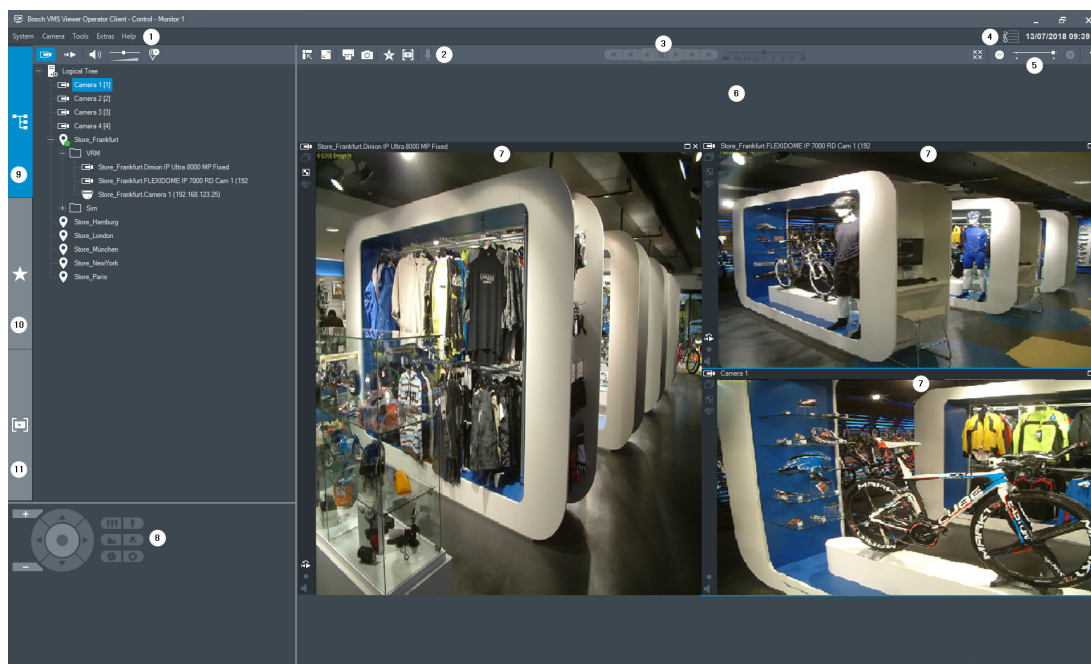 Bosch VMS Viewer Operator Client - Control - Monitor 1
System Camera Tools Extras Help 1
2
3
4 13/07/2018 09:39
5
6
Logical Tree
Camera 1 [1]
Camera 2 [2]
Camera 3 [3]
Camera 4 [4]
Store_Frankfurt
VRM
Store_Frankfurt.Dinion IP Ultra 8000 MP Fixed
Store_Frankfurt.FLEXIDOME IP 7000 RD Cam 1 (192
Store_Frankfurt.Camera 1 (192.168.123.25)
Sim
Store_Hamburg
Store_London
Store_München
Store_NewYork
Store_Paris
9
10
11
8
Store_Frankfurt.Dinion IP Ultra 8000 MP Fixed
7
Store_Frankfurt.FLEXIDOME IP 7000 RD Cam 1 (192
7
Camera 1
7
CUBE